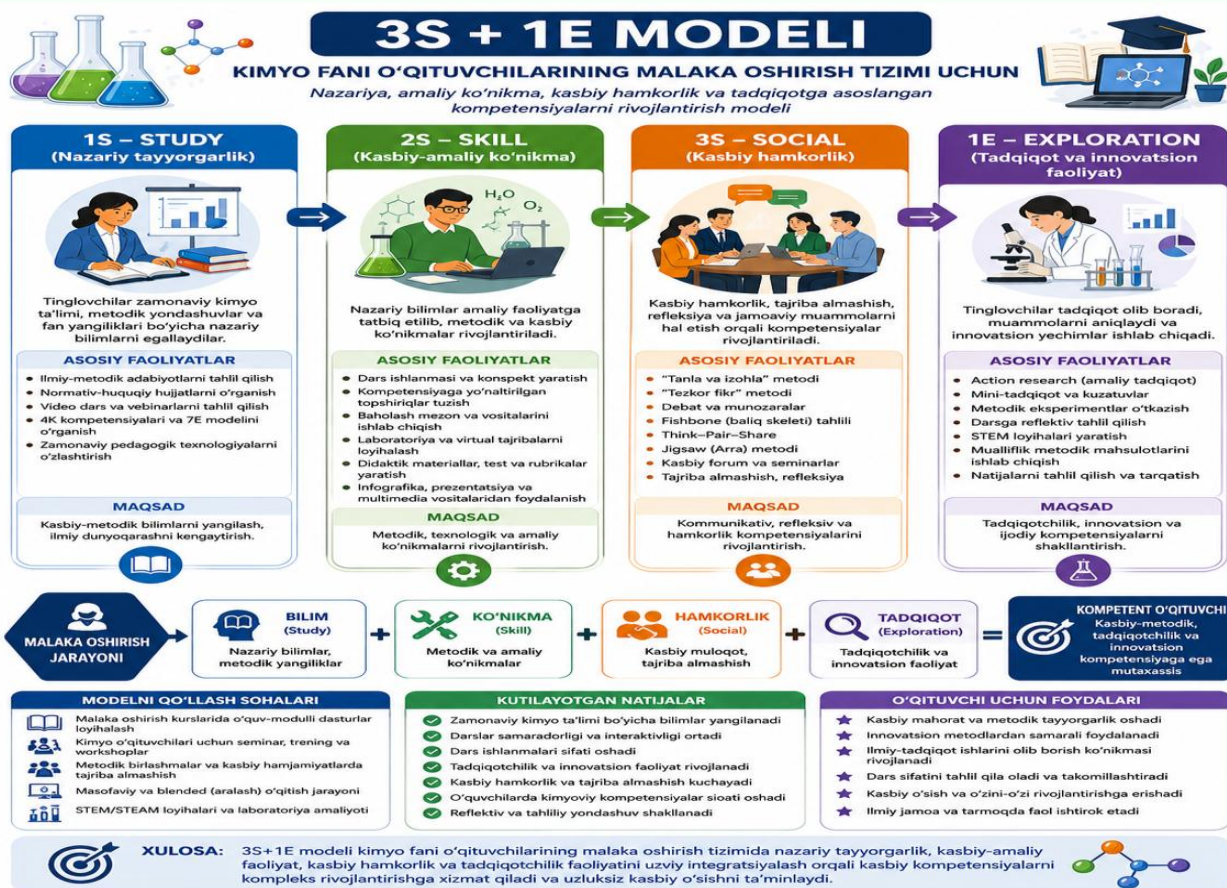 3S + 1E MODELI
KIMYO FANI O‘QITUVCHILARINING MALAKA OSHIRISH TIZIMI UCHUN
Nazariya, amaliy ko‘nikma, kasbiy hamkorlik va tadqiqotga asoslangan
kompetensiyalarni rivojlantirish modeli
1S – STUDY
(Nazariy tayyorgarlik)
Tinglovchilar zamonaviy kimyo
ta’limi, metodik yondashuvlar va
fan yangiliklari bo‘yicha nazariy
bilimlarni egallaydilar.
ASOSIY FAOLIYATLAR
• Ilmiy-metodik adabiyotlarni tahlil qilish
• Normativ-huquqiy hujjatlarni o‘rganish
• Video dars va vebinarlarni tahlil qilish
• 4K kompetensiyalari va 7E modelini
o‘rganish
• Zamonaviy pedagogik texnologiyalarni
o‘zlashtirish
MAQSAD
Kasbiy-metodik bilimlarni yangilash,
ilmiy dunyoqarashni kengaytirish.
2S – SKILL
(Kasbiy-amaliy ko‘nikma)
H₂O
O₂
Nazariy bilimlar amaliy faoliyatga
tatbiq etilib, metodik va kasbiy
ko‘nikmalar rivojlantiriladi.
ASOSIY FAOLIYATLAR
• Dars ishlanmasi va konspekt yaratish
• Kompetensiyaga yo‘naltirilgan
topshiriqlar tuzish
• Baholash mezon va vositalarini
ishlab chiqish
• Laboratoriya va virtual tajribalarni
loyihalash
• Didaktik materiallar, test va rubrikalar
yaratish
• Infografika, prezentatsiya va
multimedia vositalaridan foydalanish
MAQSAD
Metodik, texnologik va amaliy
ko‘nikmalarni rivojlantirish.
3S – SOCIAL
(Kasbiy hamkorlik)
Kasbiy hamkorlik, tajriba almashish,
refleksiya va jamoaviy muammolarni
hal etish orqali kompetensiyalar
rivojlantiriladi.
ASOSIY FAOLIYATLAR
• “Tanla va izohla” metodi
• “Tezkor fikr” metodi
• Debat va munozaralar
• Fishbone (baliq skeleti) tahlili
• Think–Pair–Share
• Jigsaw (Arra) metodi
• Kasbiy forum va seminarlar
• Tajriba almashish, refleksiya
MAQSAD
Kommunikativ, refleksiv va
hamkorlik kompetensiyalarini
rivojlantirish.
1E – EXPLORATION
(Tadqiqot va innovatsion
faoliyat)
Tinglovchilar tadqiqot olib boradi,
muammolarni aniqlaydi va
innovatsion yechimlar ishlab chiqadi.
ASOSIY FAOLIYATLAR
• Action research (amaliy tadqiqot)
• Mini-tadqiqot va kuzatuvlar
• Metodik eksperimentlar o‘tkazish
• Darsga reflektiv tahlil qilish
• STEM loyihalari yaratish
• Mualliflik metodik mahsulotlarini
ishlab chiqish
• Natijalarni tahlil qilish va tarqatish
MAQSAD
Tadqiqotchilik, innovatsion va
ijodiy kompetensiyalarni
shakllantirish.
MALAKA OSHIRISH
JARAYONI
BILIM
(Study)
Nazariy bilimlar,
metodik yangiliklar
+
KO‘NIKMA
(Skill)
Metodik va amaliy
ko‘nikmalar
+
HAMKORLIK
(Social)
Kasbiy muloqot,
tajriba almashish
+
TADQIQOT
(Exploration)
Tadqiqotchilik va
innovatsion faoliyat
=
KOMPETENT O‘QITUVCHI
Kasbiy-metodik,
tadqiqotchilik va
innovatsion
kompetensiyaga ega
mutaxassis
MODELNI QO‘LLASH SOHALARI
Malaka oshirish kurslarida o‘quv-modulli dasturlar
loyihalash
Kimyo o‘qituvchilari uchun seminar, trening va
workshoplar
Metodik birlashmalar va kasbiy hamjamiyatlarda
tajriba almashish
Masofaviy va blended (aralash) o‘qitish jarayoni
STEM/STEAM loyihalari va laboratoriya amaliyoti
KUTILAYOTGAN NATIJALAR
Zamonaviy kimyo ta’limi bo‘yicha bilimlar yangilanadi
Darslar samaradorligi va interaktivligi ortadi
Dars ishlanmalari sifati oshadi
Tadqiqotchilik va innovatsion faoliyat rivojlanadi
Kasbiy hamkorlik va tajriba almashish kuchayadi
O‘quvchilarda kimyoviy kompetensiyalar sioati oshadi
Reflektiv va tahliliy yondashuv shakllanadi
O‘QITUVCHI UCHUN FOYDALARI
★ Kasbiy mahorat va metodik tayyorgarlik oshadi
★ Innovatsion metodlardan samarali foydalanadi
★ Ilmiy-tadqiqot ishlarini olib borish ko‘nikmasi
rivojlanadi
★ Dars sifatini tahlil qila oladi va takomillashtiradi
★ Kasbiy o‘sish va o‘zini-o‘zi rivojlantirishga erishadi
★ Ilmiy jamoa va tarmoqda faol ishtirok etadi
XULOSA: 3S+1E modeli kimyo fani o‘qituvchilarining malaka oshirish tizimida nazariy tayyorgarlik, kasbiy-amaliy
faoliyat, kasbiy hamkorlik va tadqiqotchilik faoliyatini uzviy integratsiyalash orqali kasbiy kompetensiyalarni
kompleks rivojlantirishga xizmat qiladi va uzluksiz kasbiy o‘sishni ta’minlaydi.